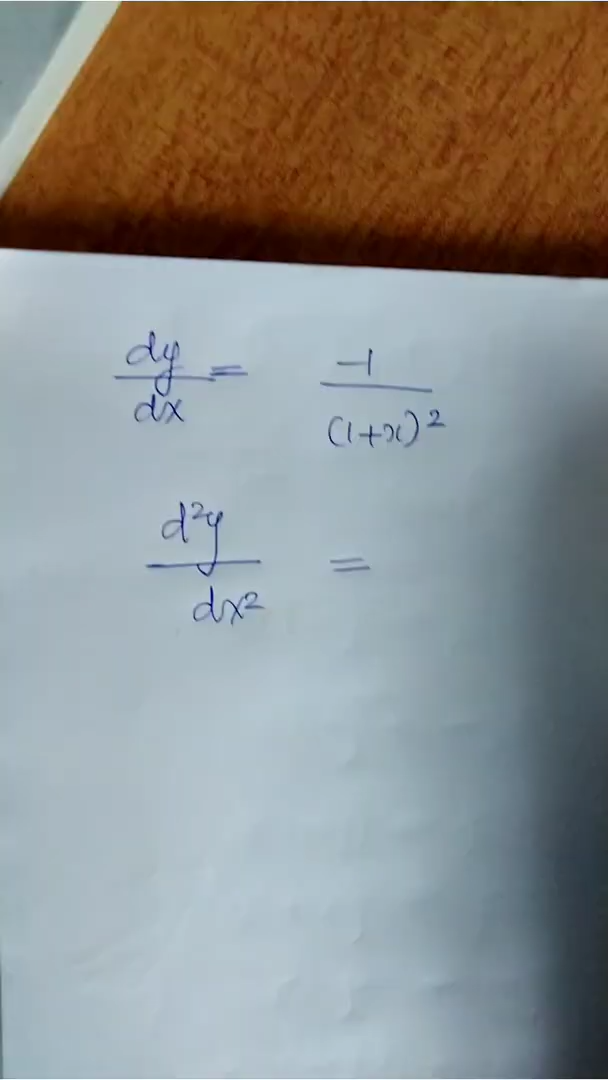 dy/dx = -1/(1+x)²
d²y/dx² =